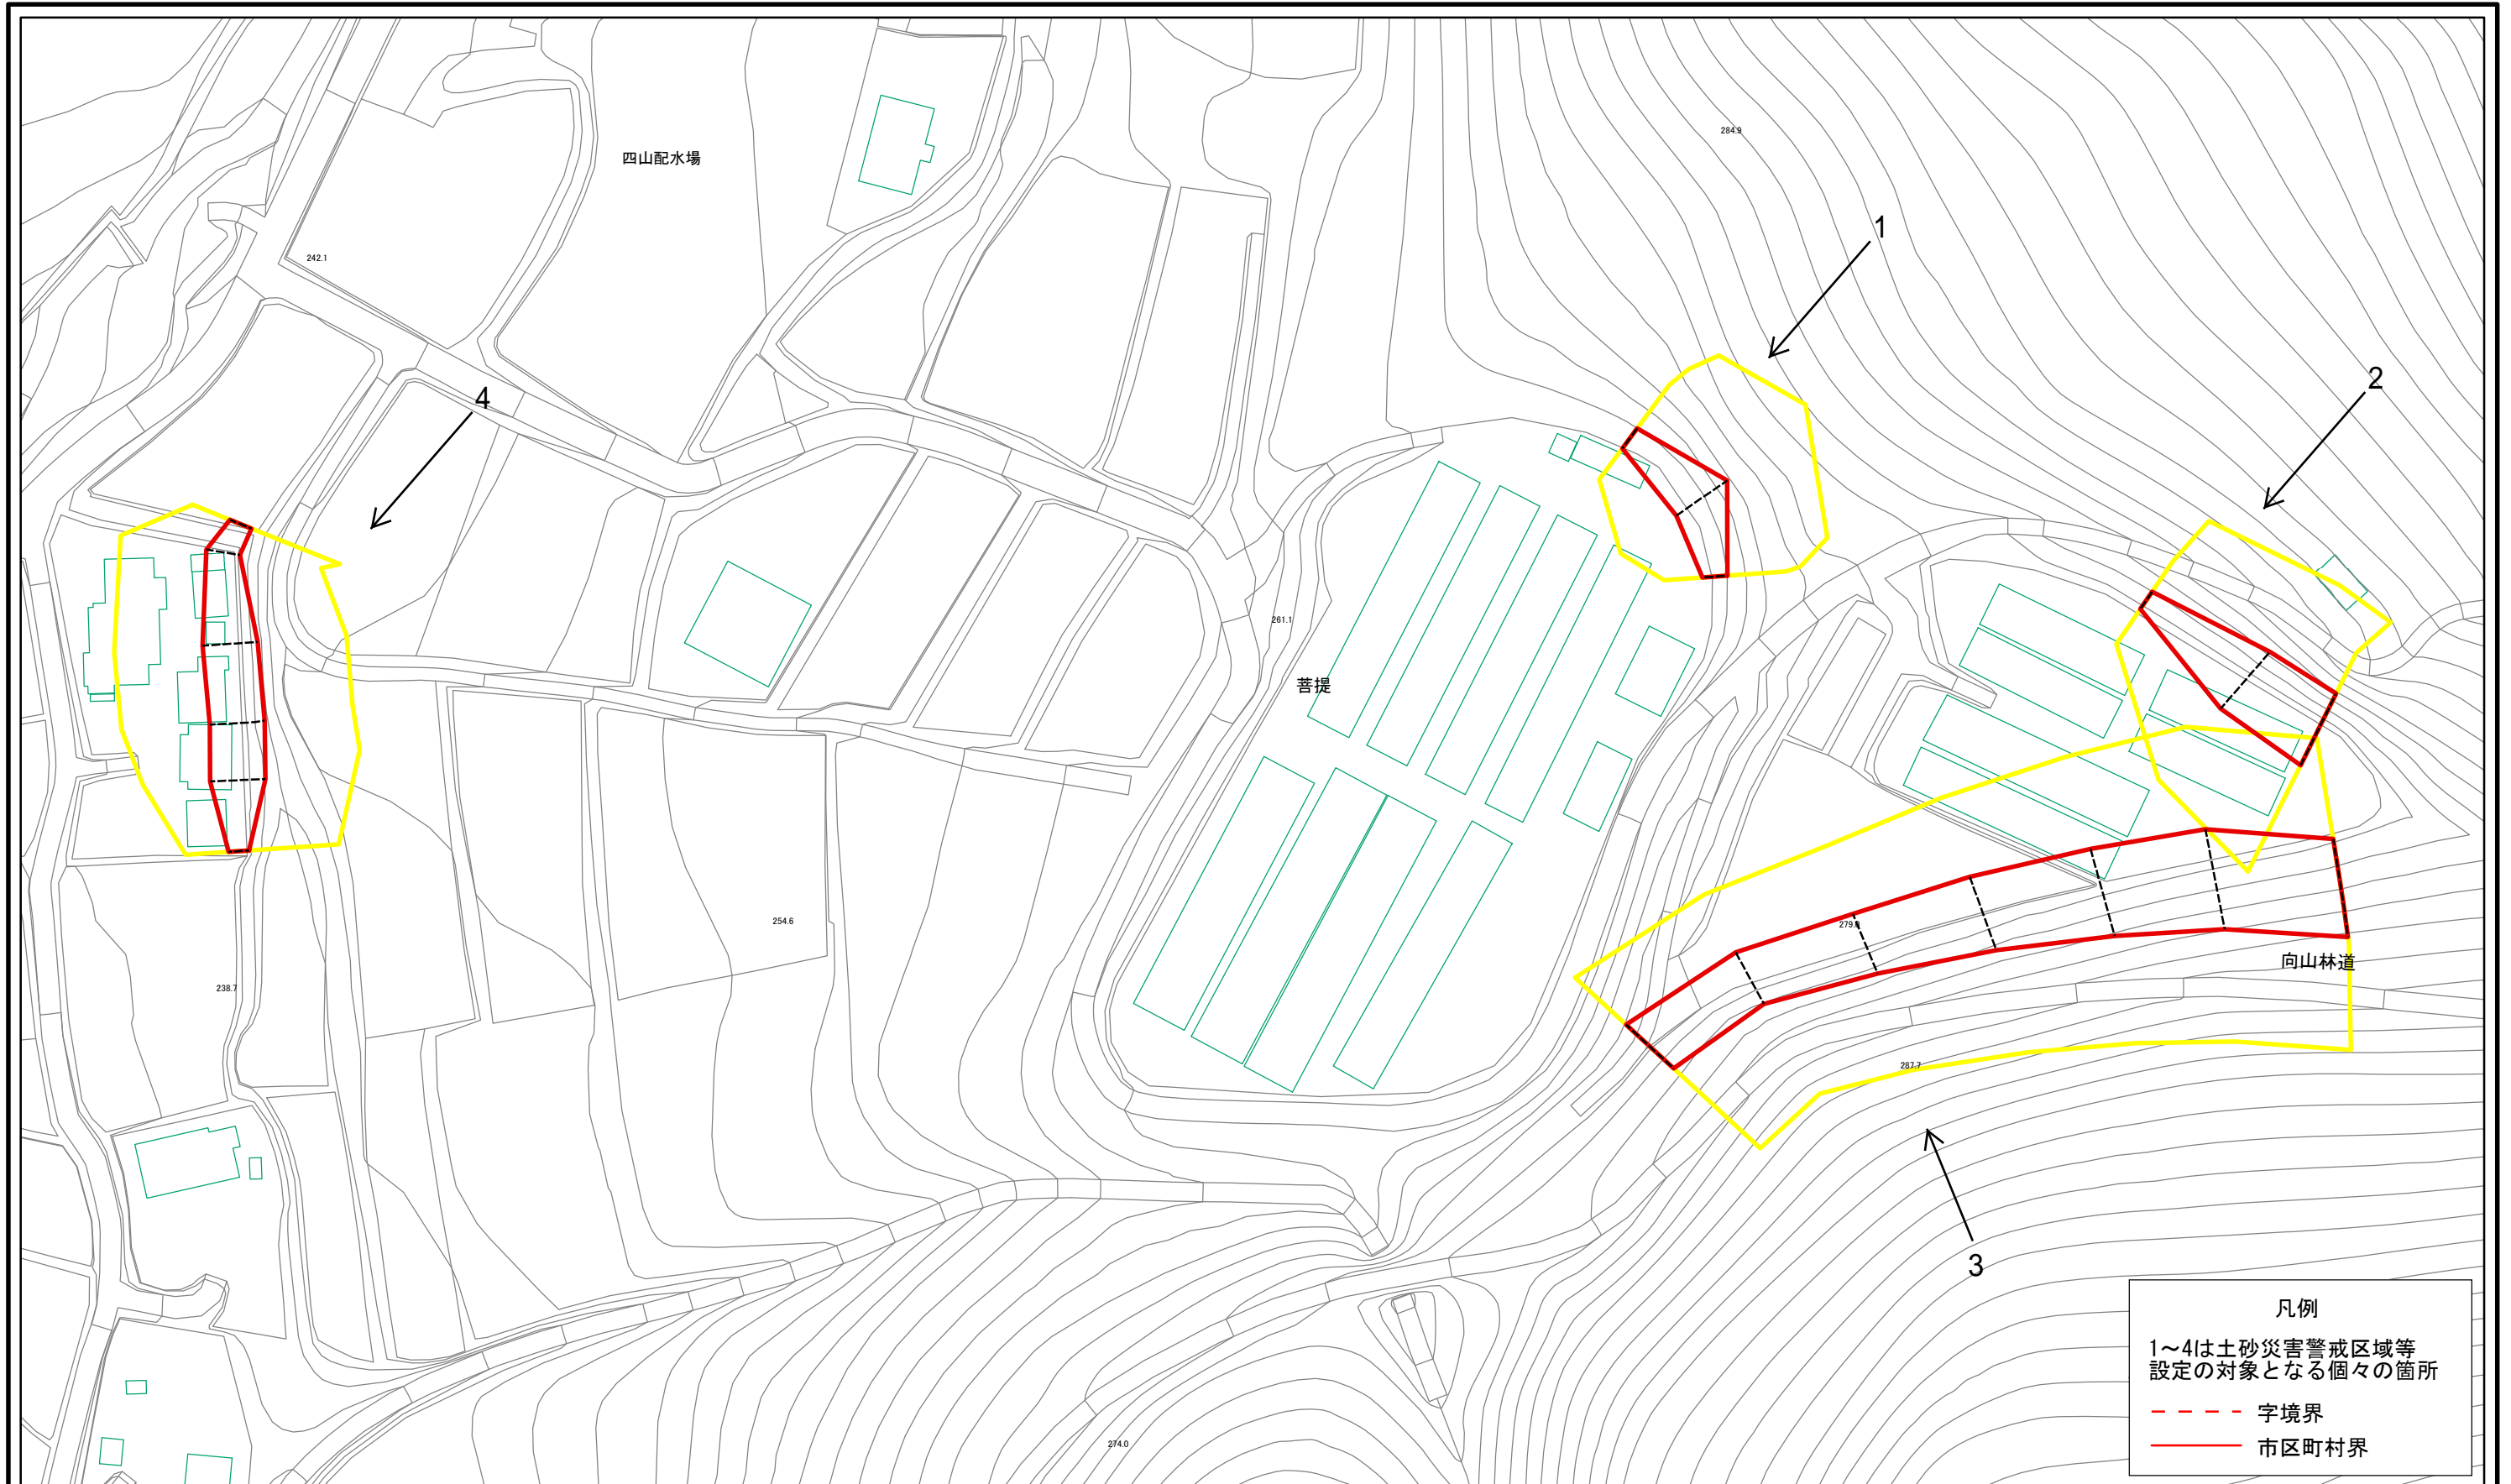 284.9
四山配水場
1
242.1
2
4
261.1
菩提
254.6
279.
向山林道
238.7
287.7
3
凡例
1～4は土砂災害警戒区域等
設定の対象となる個々の箇所
字境界
市区町村界
274.0